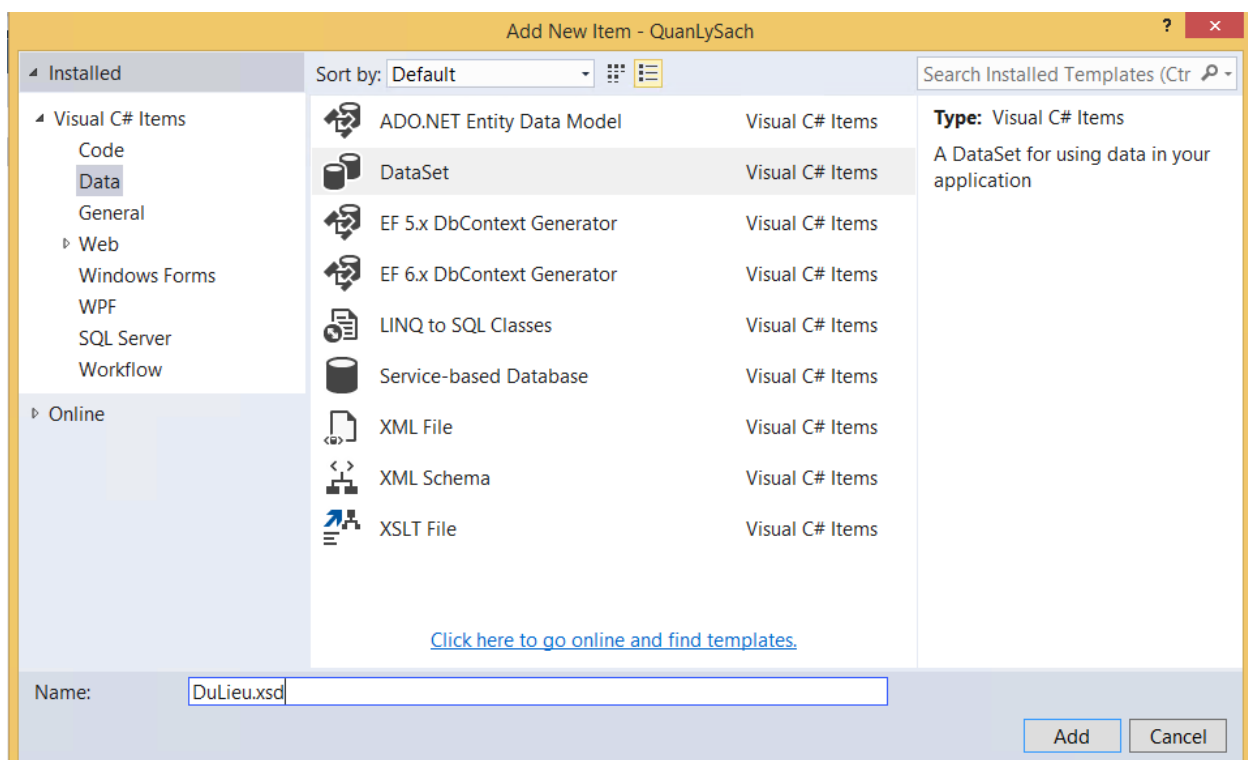 Add New Item - QuanLySach
?
×
Installed
Sort by: Default
Search Installed Templates (Ctr
Visual C# Items
Code
Data
General
Web
Windows Forms
WPF
SQL Server
Workflow
Online
ADO.NET Entity Data Model Visual C# Items
DataSet Visual C# Items
EF 5.x DbContext Generator Visual C# Items
EF 6.x DbContext Generator Visual C# Items
LINQ to SQL Classes Visual C# Items
Service-based Database Visual C# Items
XML File Visual C# Items
XML Schema Visual C# Items
XSLT File Visual C# Items
Click here to go online and find templates.
Type: Visual C# Items
A DataSet for using data in your
application
Name: DuLieu.xsd
Add Cancel